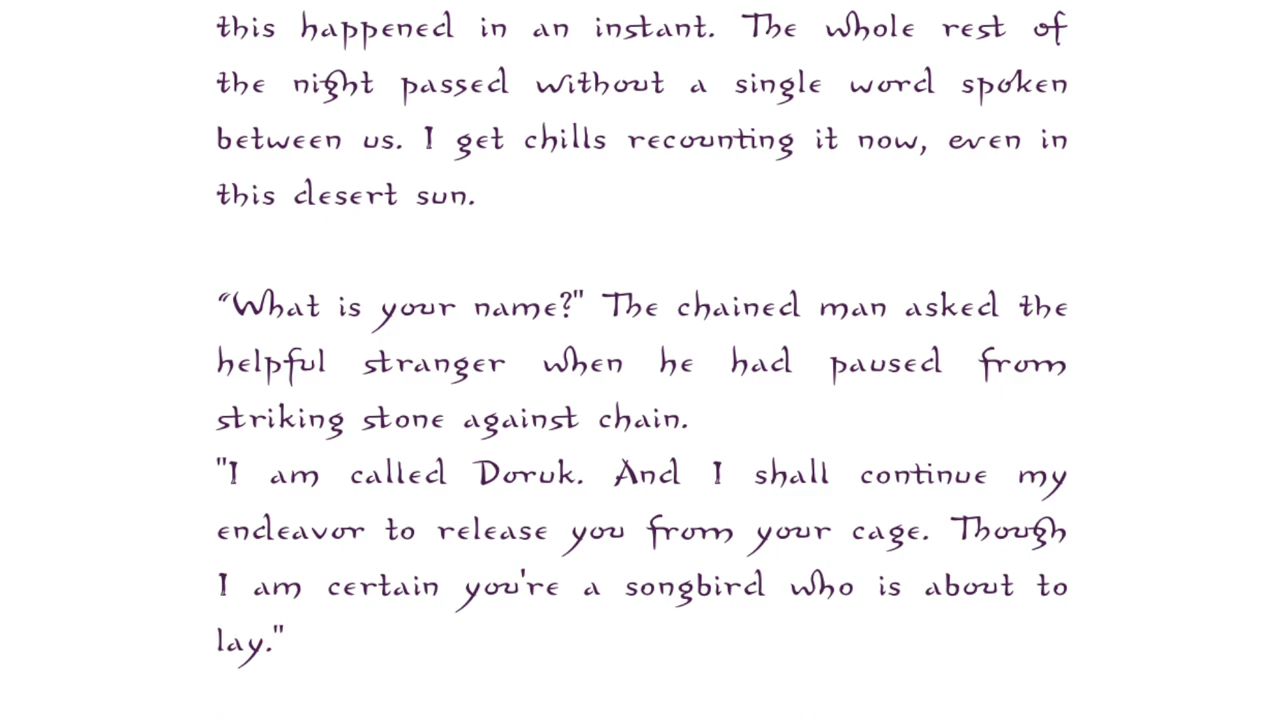 this happened in an instant. The whole rest of
the night passed without a single word spoken
between us. I get chills recounting it now, even in
this desert sun.
“What is your name?" The chained man asked the
helpful stranger when he had paused from
striking stone against chain.
"I am called Doruk. And I shall continue my
endeavor to release you from your cage. Though
I am certain you're a songbird who is about to
lay."